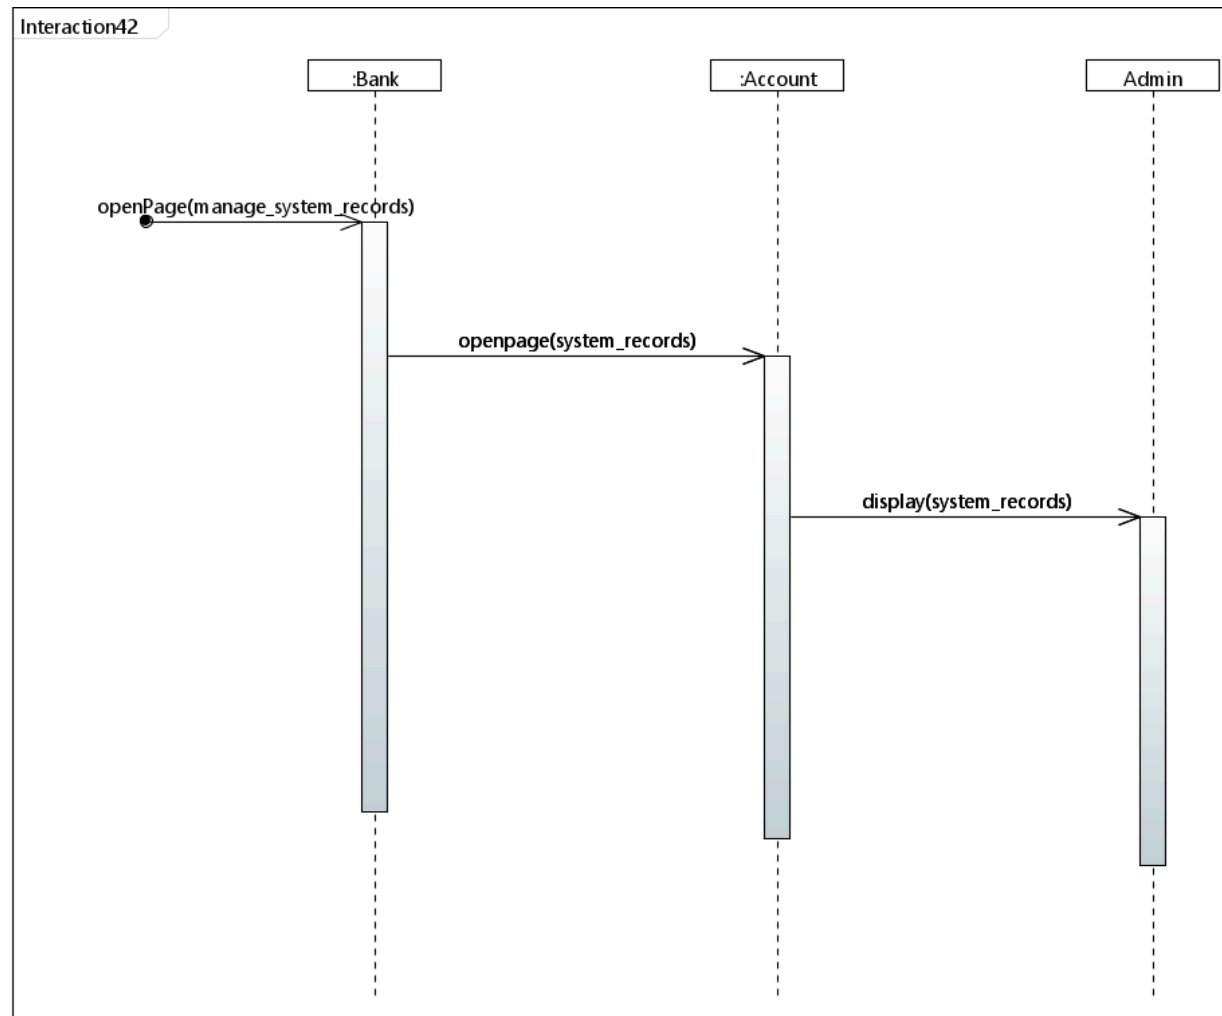 Interaction42
:Bank
:Account
Admin
openPage(manage_system_records)
openpage(system_records)
display(system_records)